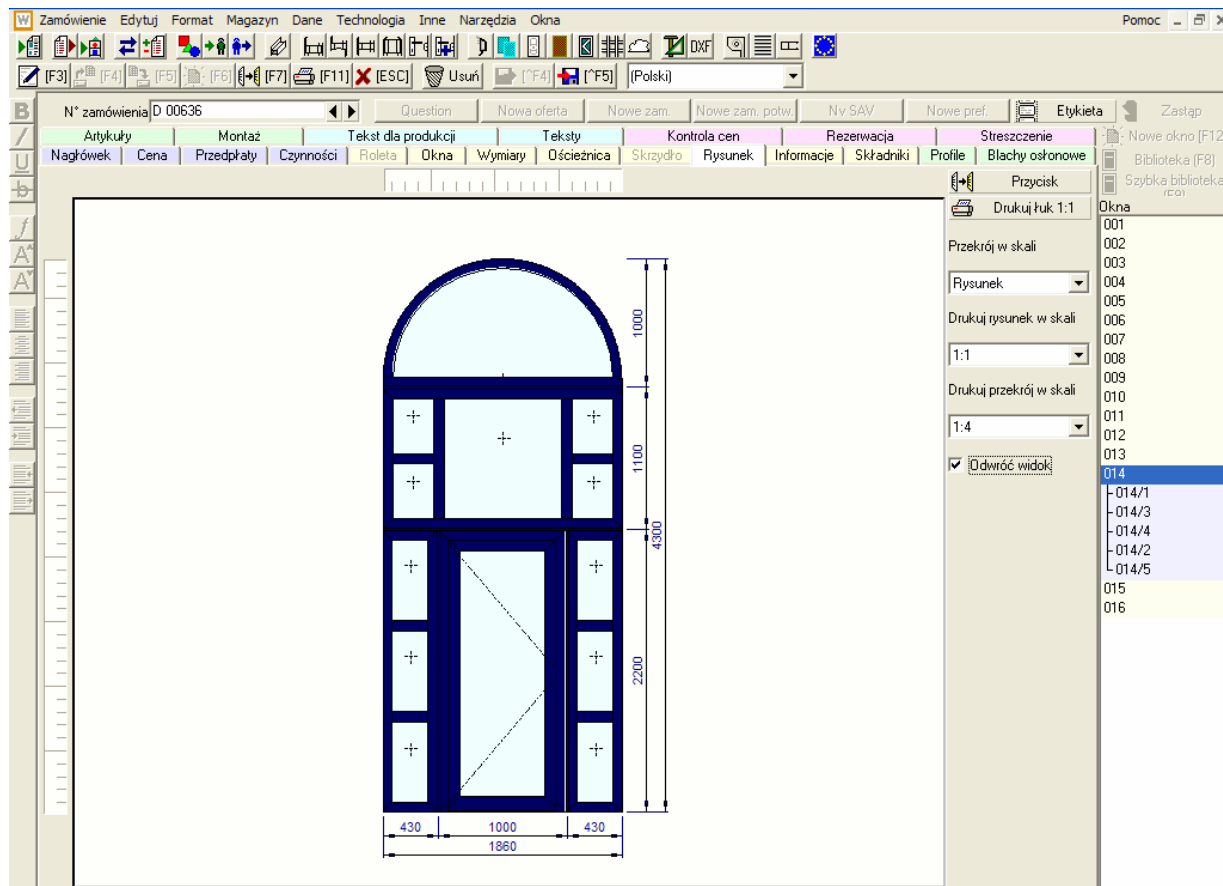 W Zamówienie Edytuj Format Magazyn Dane Technologia Inne Narzędzia Okna Pomoc
DXF
[F3] [F4] [F5] [F6] [F7] [F11] [ESC] Usuń [^F4] [^F5] (Polski)
B N° zamówienia D 00636 Question Nowa oferta Nowe zam. Nowe zam. potw. Nv SAV Nowe pref. Etykieta Zastąp
I Artykuły Montaż Tekst dla produkcji Teksty Kontrola cen Rezerwacja Streszczenie Nowe okno [F12
U Nagłówek Cena Przedpłaty Czynności Roleta Okna Wymiary Ościeżnica Skrzydło Rysunek Informacje Składniki Profile Blachy osłonowe Biblioteka (F8)
b Przycisk Szybka biblioteka
Drukuj łuk 1:1 Okna
f
A
A
Przekrój w skali
Rysunek
Drukuj rysunek w skali
1:1
Drukuj przekrój w skali
1:4
Odwróć widok
001
002
003
004
005
006
007
008
009
010
011
012
013
014
014/1
014/3
014/4
014/2
014/5
015
016
1000
1100
4300
2200
430 1000 430
1860